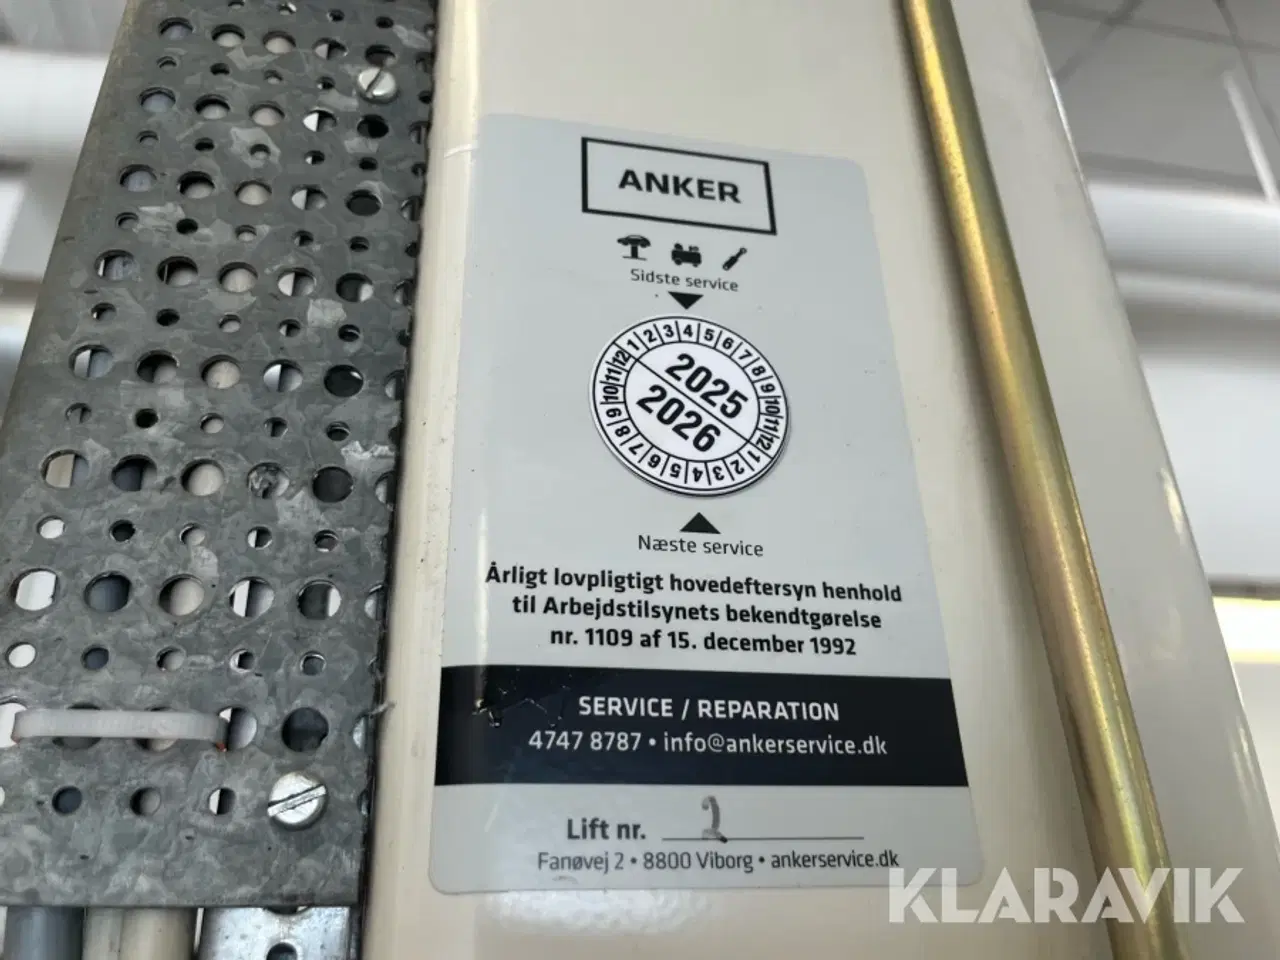 ANKER
Sidste service
1 2 3 4 5 6 7 8 9 10 11 12
2025
2026
1 2 3 4 5 6 7 8 9 10 11 12
Næste service
Årligt lovpligtigt hovedeftersyn henhold
til Arbejdstilsynets bekendtgørelse
nr. 1109 af 15. december 1992
SERVICE / REPARATION
4747 8787 • info@ankerservice.dk
Lift nr. 2
Fanøvej 2 • 8800 Viborg • ankerservice.dk
KLARAVIK